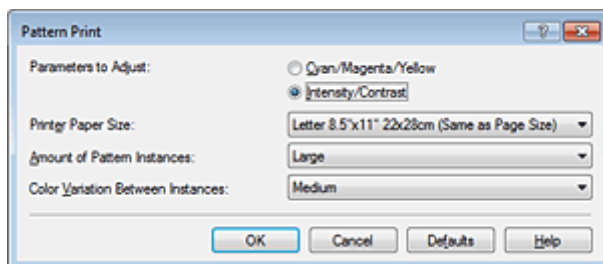 Pattern Print
Parameters to Adjust:
Cyan/Magenta/Yellow
Intensity/Contrast
Printer Paper Size:
Letter 8.5"x11" 22x28cm (Same as Page Size)
Amount of Pattern Instances:
Large
Color Variation Between Instances:
Medium
OK Cancel Defaults Help